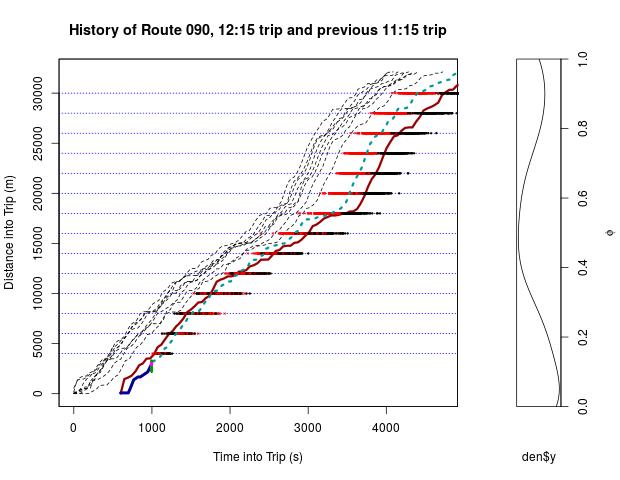 History of Route 090, 12:15 trip and previous 11:15 trip
Distance Into Trip (m)
30000
25000
20000
15000
10000
5000
0
0 1000 2000 3000 4000
Time into Trip (s)
1.0
0.8
0.6
0.4
0.2
0.0
ϕ
den$y